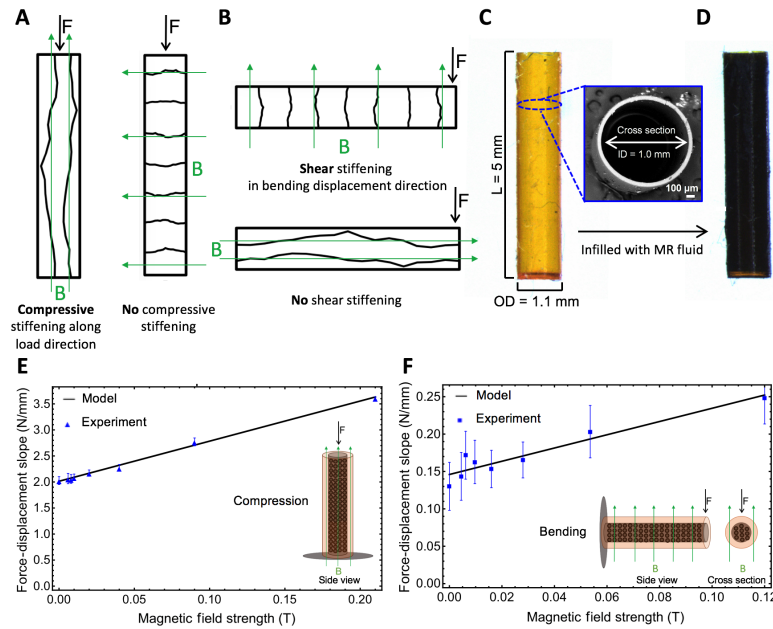 A
F
B
Compressive
stiffening along
load direction
F
B
No compressive
stiffening
B
F
B
Shear stiffening
in bending displacement direction
F
B
No shear stiffening
C
L = 5 mm
OD = 1.1 mm
Cross section
ID = 1.0 mm
100 µm
Infilled with MR fluid
D
E
Force-displacement slope (N/mm)
3.5
3.0
2.5
2.0
1.5
1.0
0.5
0.0
Model
Experiment
Compression
F
B
Side view
0.00
0.05
0.10
0.15
0.20
Magnetic field strength (T)
F
Force-displacement slope (N/mm)
0.25
0.20
0.15
0.10
0.05
0.00
Model
Experiment
Bending
F
F
B
B
Side view
Cross section
0.00
0.02
0.04
0.06
0.08
0.10
0.12
Magnetic field strength (T)